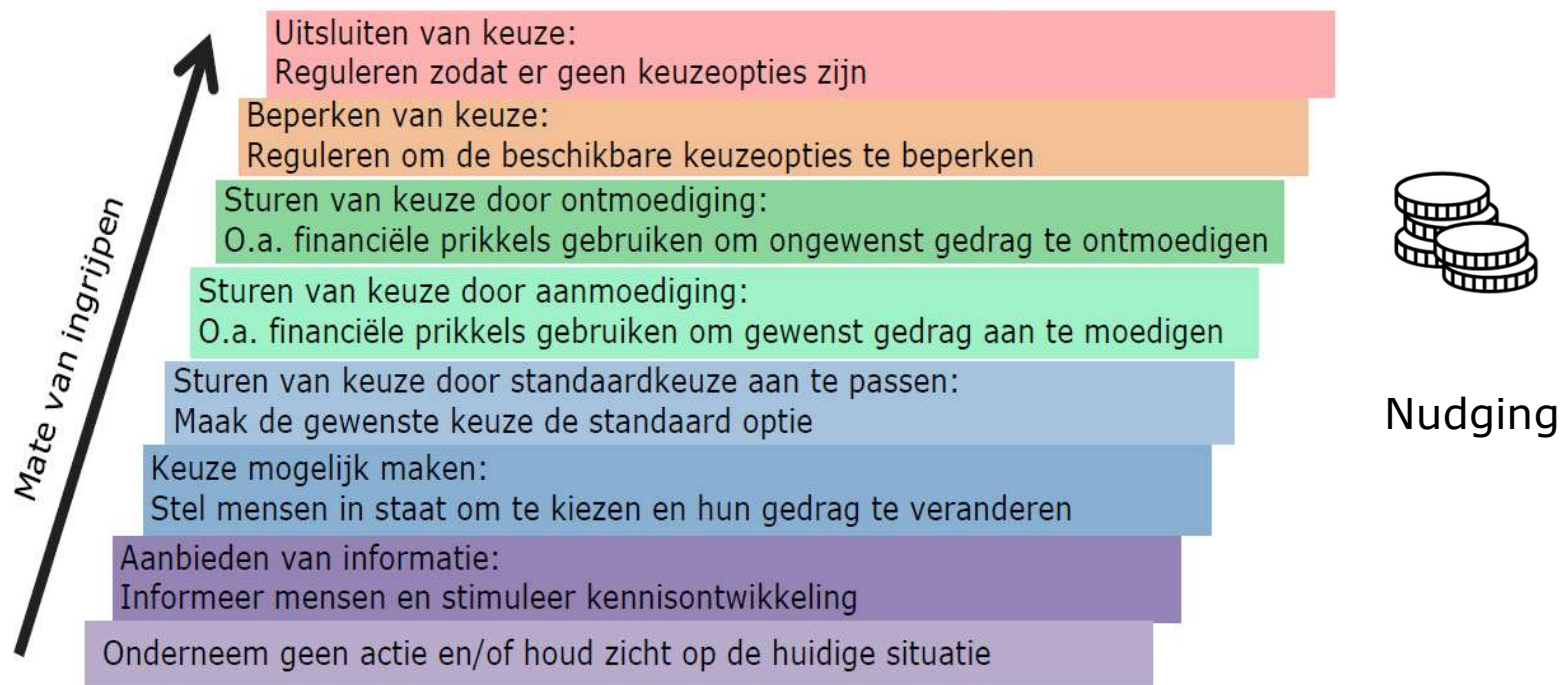 Uitsluiten van keuze:
Reguleren zodat er geen keuzeopties zijn
Beperken van keuze:
Reguleren om de beschikbare keuzeopties te beperken
Sturen van keuze door ontmoediging:
O.a. financiële prikkels gebruiken om ongewenst gedrag te ontmoedigen
Sturen van keuze door aanmoediging:
O.a. financiële prikkels gebruiken om gewenst gedrag aan te moedigen
Sturen van keuze door standaardkeuze aan te passen:
Maak de gewenste keuze de standaard optie
Keuze mogelijk maken:
Stel mensen in staat om te kiezen en hun gedrag te veranderen
Aanbieden van informatie:
Informeer mensen en stimuleer kennisontwikkeling
Onderneem geen actie en/of houd zicht op de huidige situatie
Mate van ingrijpen
Nudging